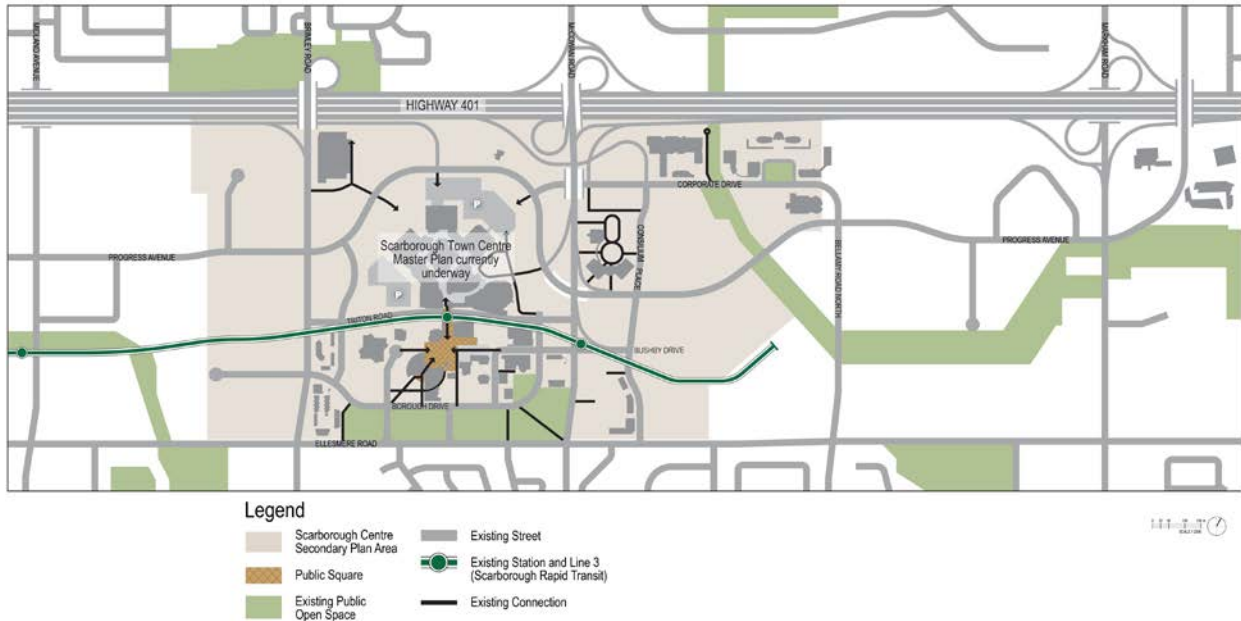 MIDLAND AVENUE
BRIMLEY ROAD
MCCOWAN ROAD
MARKHAM ROAD
HIGHWAY 401
CORPORATE DRIVE
P
CONSILIUM PLACE
Scarborough Town Centre
Master Plan currently
underway
PROGRESS AVENUE
PROGRESS AVENUE
BELLAMY ROAD NORTH
P
TRITON ROAD
BUSHBY DRIVE
BOROUGH DRIVE
ELLESMERE ROAD
Legend
Scarborough Centre
Secondary Plan Area
Public Square
Existing Public
Open Space
Existing Street
Existing Station and Line 3
(Scarborough Rapid Transit)
Existing Connection